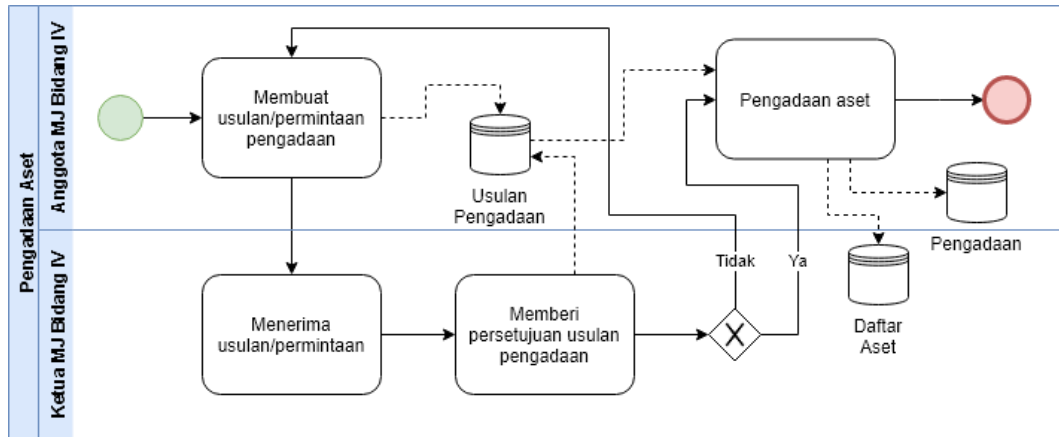 Pengadaan Aset
Anggota MJ Bidang IV
Membuat
usulan/permintaan
pengadaan
Usulan
Pengadaan
Pengadaan aset
Pengadaan
Daftar
Aset
Ketua MJ Bidang IV
Menerima
usulan/permintaan
Memberi
persetujuan usulan
pengadaan
Tidak
Ya